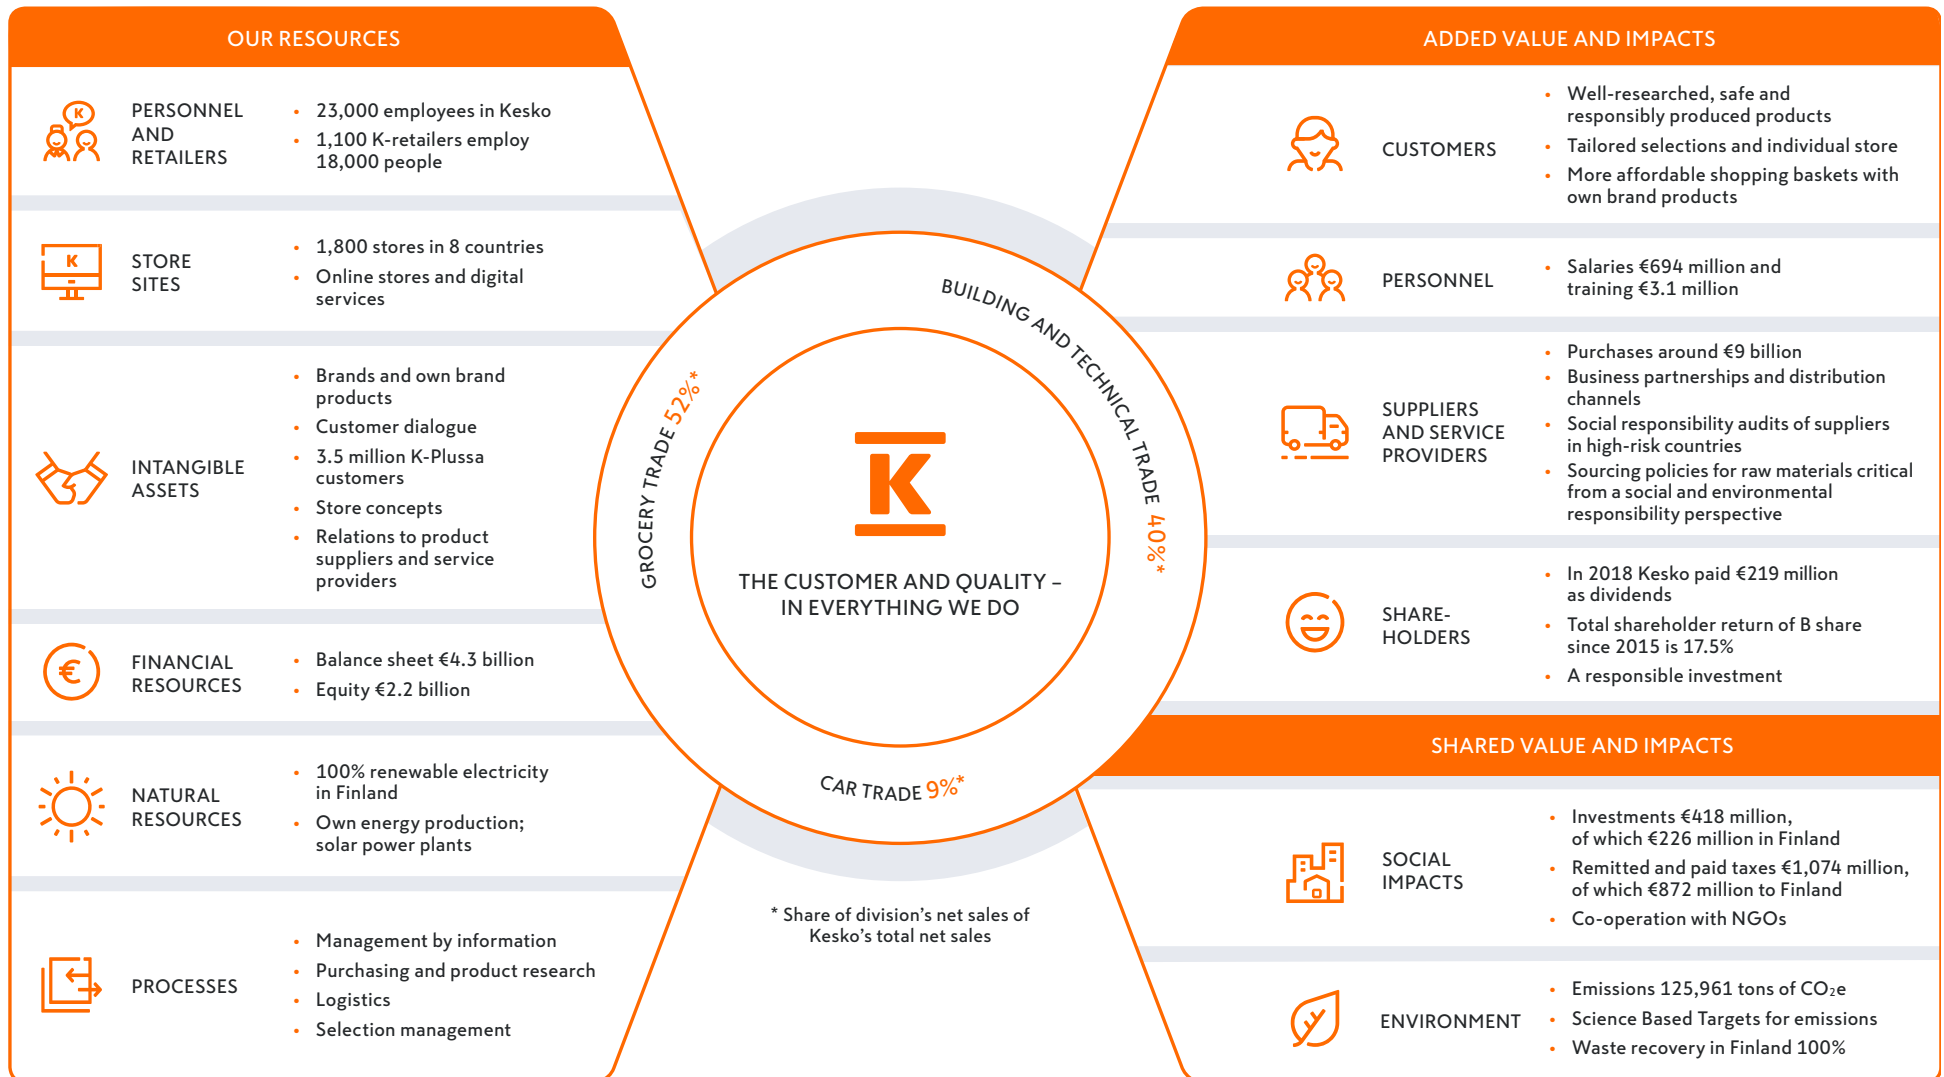 OUR RESOURCES
PERSONNEL
AND
RETAILERS
• 23,000 employees in Kesko
• 1,100 K-retailers employ
18,000 people
K
STORE
SITES
• 1,800 stores in 8 countries
• Online stores and digital
services
K
INTANGIBLE
ASSETS
• Brands and own brand
products
• Customer dialogue
• 3.5 million K-Plussa
customers
• Store concepts
• Relations to product
suppliers and service
providers
FINANCIAL
RESOURCES
• Balance sheet €4.3 billion
• Equity €2.2 billion
€
NATURAL
RESOURCES
• 100% renewable electricity
in Finland
• Own energy production;
solar power plants
PROCESSES
• Management by information
• Purchasing and product research
• Logistics
• Selection management
GROCERY TRADE 52%*
BUILDING AND TECHNICAL TRADE 40%*
CAR TRADE 9%*
K
THE CUSTOMER AND QUALITY –
IN EVERYTHING WE DO
* Share of division's net sales of
Kesko's total net sales
ADDED VALUE AND IMPACTS
CUSTOMERS
• Well-researched, safe and
responsibly produced products
• Tailored selections and individual store
• More affordable shopping baskets with
own brand products
PERSONNEL
• Salaries €694 million and
training €3.1 million
SUPPLIERS
AND SERVICE
PROVIDERS
• Purchases around €9 billion
• Business partnerships and distribution
channels
• Social responsibility audits of suppliers
in high-risk countries
• Sourcing policies for raw materials critical
from a social and environmental
responsibility perspective
SHARE-
HOLDERS
• In 2018 Kesko paid €219 million
as dividends
• Total shareholder return of B share
since 2015 is 17.5%
• A responsible investment
SHARED VALUE AND IMPACTS
SOCIAL
IMPACTS
• Investments €418 million,
of which €226 million in Finland
• Remitted and paid taxes €1,074 million,
of which €872 million to Finland
• Co-operation with NGOs
ENVIRONMENT
• Emissions 125,961 tons of CO₂e
• Science Based Targets for emissions
• Waste recovery in Finland 100%